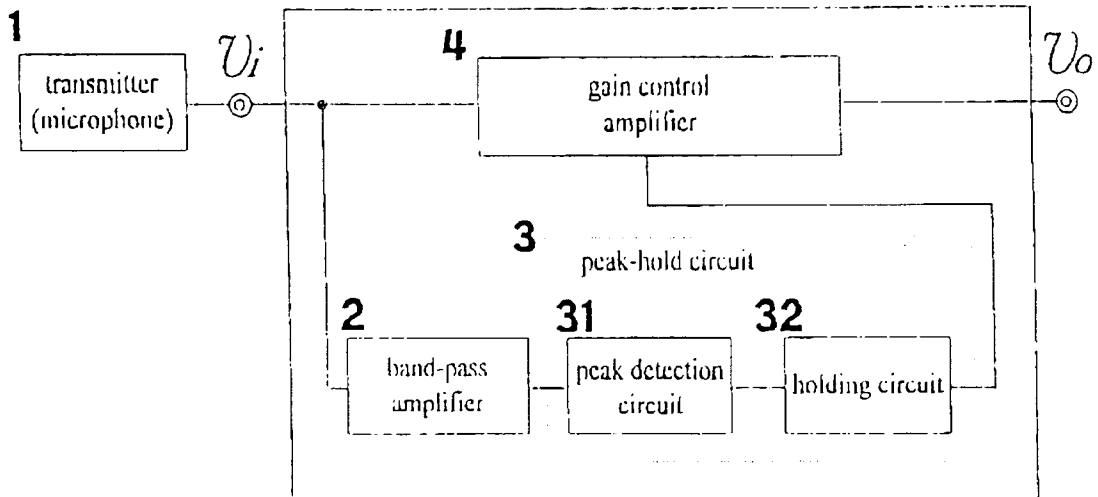 1
transmitter
(microphone)
Vi
4
gain control
amplifier
Vo
3
peak-hold circuit
2
band-pass
amplifier
31
peak detection
circuit
32
holding circuit